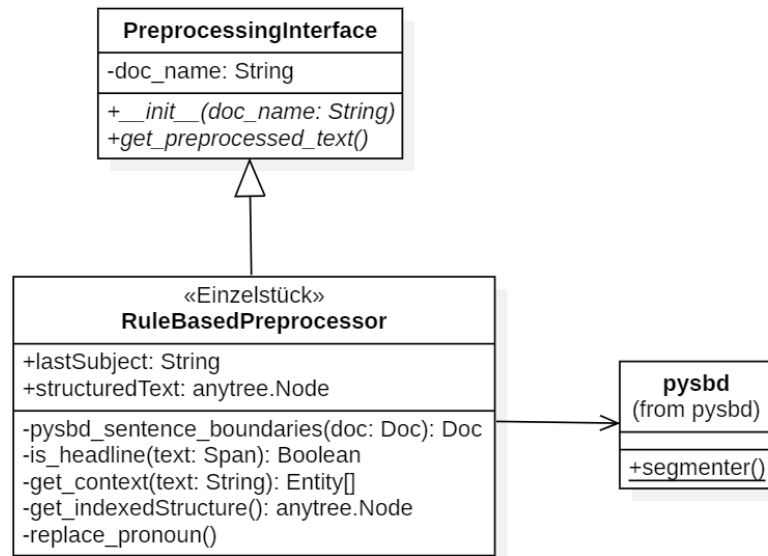 PreprocessingInterface
-doc_name: String
+__init__(doc_name: String)
+get_preprocessed_text()
«Einzelstück»
RuleBasedPreprocessor
+lastSubject: String
+structuredText: anytree.Node
-pysbd_sentence_boundaries(doc: Doc): Doc
-is_headline(text: Span): Boolean
-get_context(text: String): Entity[]
-get_indexedStructure(): anytree.Node
-replace_pronoun()
pysbd
(from pysbd)
+segmenter()